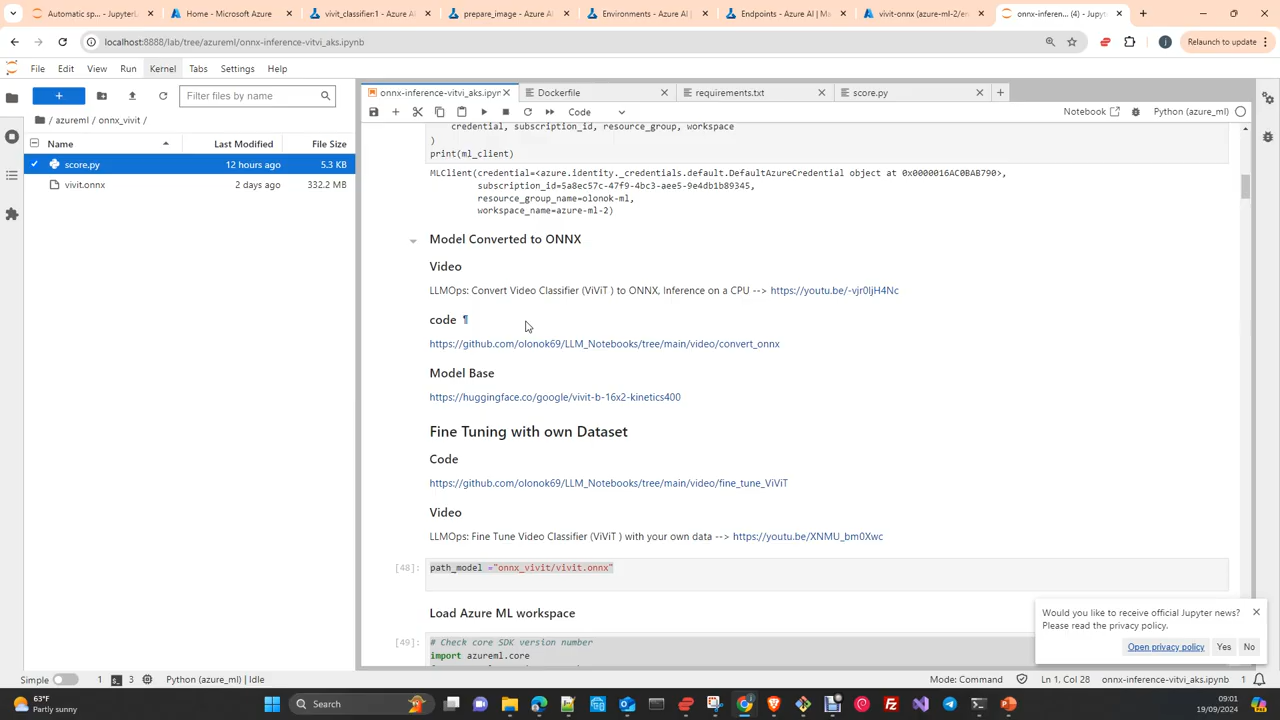 Automatic sp... - JupyterL
Home - Microsoft Azure
vivit_classifier:1 - Azure AI
prepare_image - Azure AI
Environments - Azure AI |
Endpoints - Azure AI | Ma
vivit-onnx (azure-ml-2/en
onnx-inferen... (4) - Jupyt
localhost:8888/lab/tree/azureml/onnx-inference-vitvi_aks.ipynb
Relaunch to update
File Edit View Run Kernel Tabs Settings Help
+
Filter files by name
/ azureml / onnx_vivit /
Name Last Modified File Size
score.py 12 hours ago 5.3 KB
vivit.onnx 2 days ago 332.2 MB
onnx-inference-vitvi_aks.ipyn
Dockerfile
requirements.txt
score.py
Code
Notebook
Python (azure_ml)
credential, subscription_id, resource_group, workspace
)
print(ml_client)
MLClient(credential=<azure.identity._credentials.default.DefaultAzureCredential object at 0x0000016AC0BAB790>,
subscription_id=5a8ec57c-47f9-4bc3-aee5-9e4db1b89345,
resource_group_name=olonok-ml,
workspace_name=azure-ml-2)
Model Converted to ONNX
Video
LLMOps: Convert Video Classifier (ViViT ) to ONNX, Inference on a CPU --> https://youtu.be/-vjr0ljH4Nc
code ¶
https://github.com/olonok69/LLM_Notebooks/tree/main/video/convert_onnx
Model Base
https://huggingface.co/google/vivit-b-16x2-kinetics400
Fine Tuning with own Dataset
Code
https://github.com/olonok69/LLM_Notebooks/tree/main/video/fine_tune_ViViT
Video
LLMOps: Fine Tune Video Classifier (ViViT ) with your own data --> https://youtu.be/XNMU_bm0Xwc
[48]: path_model ="onnx_vivit/vivit.onnx"
Load Azure ML workspace
[49]: # Check core SDK version number
import azureml.core
Would you like to receive official Jupyter news?
Please read the privacy policy.
Open privacy policy Yes No
Simple 1 3 Python (azure_ml) | Idle
Mode: Command Ln 1, Col 28 onnx-inference-vitvi_aks.ipynb 1
63°F
Partly sunny
Search
09:01
19/09/2024